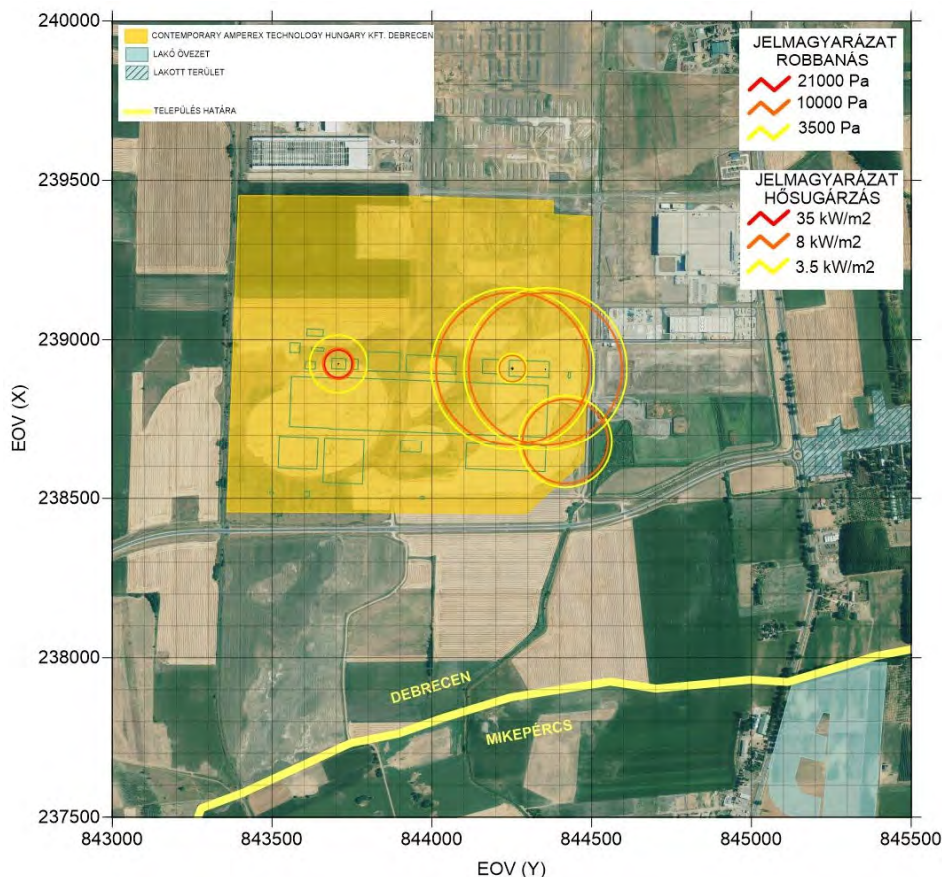 CONTEMPORARY AMPEREX TECHNOLOGY HUNGARY KFT. DEBRECEN
LAKÓ ÖVEZET
LAKOTT TERÜLET
TELEPÜLÉS HATÁRA
JELMAGYARÁZAT
ROBBANÁS
21000 Pa
10000 Pa
3500 Pa
JELMAGYARÁZAT
HŐSUGÁRZÁS
35 kW/m2
8 kW/m2
3.5 kW/m2
240000
239500
239000
238500
238000
237500
EOV (X)
DEBRECEN
MIKEPÉRCS
843000 843500 844000 844500 845000 845500
EOV (Y)